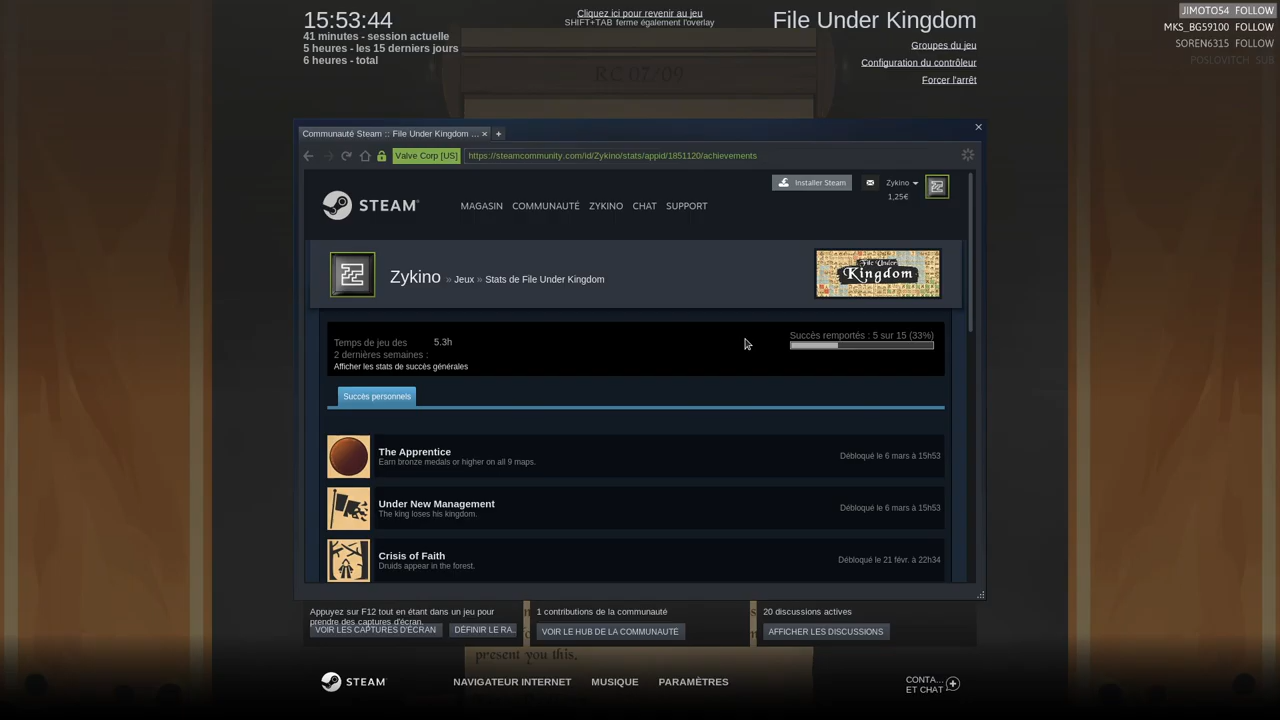 15:53:44
41 minutes - session actuelle
5 heures - les 15 derniers jours
6 heures - total
Cliquez ici pour revenir au jeu
SHIFT+TAB ferme également l'overlay
File Under Kingdom
Groupes du jeu
Configuration du contrôleur
Forcer l'arrêt
JIMOTO54 FOLLOW
MKS_BG59100 FOLLOW
SOREN6315 FOLLOW
POSLOVITCH SUB
RC 07/09
Communauté Steam :: File Under Kingdom ... × +
Valve Corp [US] https://steamcommunity.com/id/Zykino/stats/appid/1851120/achievements
Installer Steam
Zykino
1,25€
STEAM
MAGASIN COMMUNAUTÉ ZYKINO CHAT SUPPORT
Zykino » Jeux » Stats de File Under Kingdom
File Under
Kingdom
Temps de jeu des
2 dernières semaines :
5.3h
Afficher les stats de succès générales
Succès remportés : 5 sur 15 (33%)
Succès personnels
The Apprentice
Earn bronze medals or higher on all 9 maps.
Débloqué le 6 mars à 15h53
Under New Management
The king loses his kingdom.
Débloqué le 6 mars à 15h53
Crisis of Faith
Druids appear in the forest.
Débloqué le 21 févr. à 22h34
Appuyez sur F12 tout en étant dans un jeu pour
prendre des captures d'écran.
VOIR LES CAPTURES D'ÉCRAN DÉFINIR LE RA..
1 contributions de la communauté
VOIR LE HUB DE LA COMMUNAUTÉ
20 discussions actives
AFFICHER LES DISCUSSIONS
present you this,
STEAM
NAVIGATEUR INTERNET MUSIQUE PARAMÈTRES
CONTA...
ET CHAT